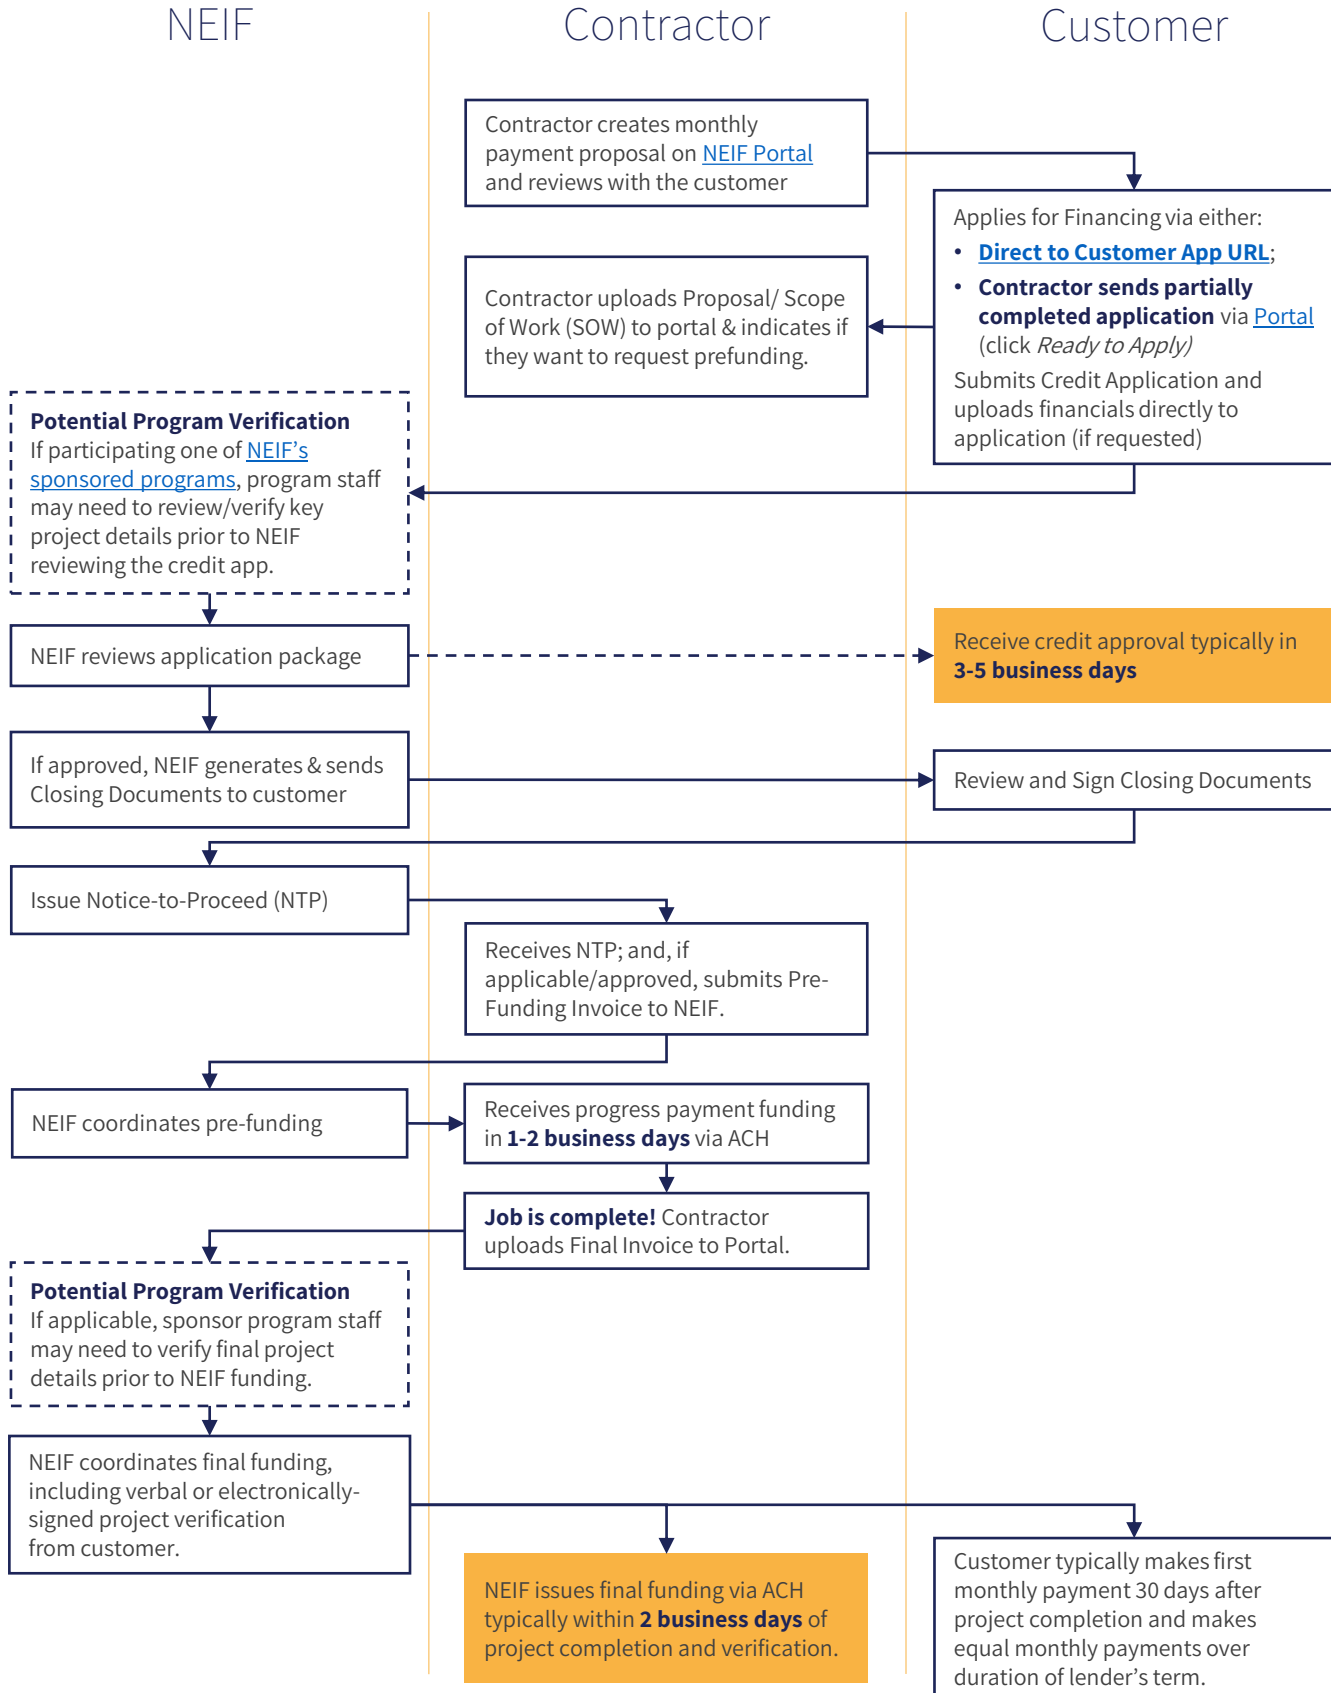 NEIF
Contractor
Customer
Contractor creates monthly
payment proposal on NEIF Portal
and reviews with the customer
Applies for Financing via either:
• Direct to Customer App URL;
• Contractor sends partially
completed application via Portal
(click Ready to Apply)
Submits Credit Application and
uploads financials directly to
application (if requested)
Contractor uploads Proposal/ Scope
of Work (SOW) to portal & indicates if
they want to request prefunding.
Potential Program Verification
If participating one of NEIF's
sponsored programs, program staff
may need to review/verify key
project details prior to NEIF
reviewing the credit app.
NEIF reviews application package
Receive credit approval typically in
3-5 business days
If approved, NEIF generates & sends
Closing Documents to customer
Review and Sign Closing Documents
Issue Notice-to-Proceed (NTP)
Receives NTP; and, if
applicable/approved, submits Pre-
Funding Invoice to NEIF.
NEIF coordinates pre-funding
Receives progress payment funding
in 1-2 business days via ACH
Job is complete! Contractor
uploads Final Invoice to Portal.
Potential Program Verification
If applicable, sponsor program staff
may need to verify final project
details prior to NEIF funding.
NEIF coordinates final funding,
including verbal or electronically-
signed project verification
from customer.
NEIF issues final funding via ACH
typically within 2 business days of
project completion and verification.
Customer typically makes first
monthly payment 30 days after
project completion and makes
equal monthly payments over
duration of lender's term.